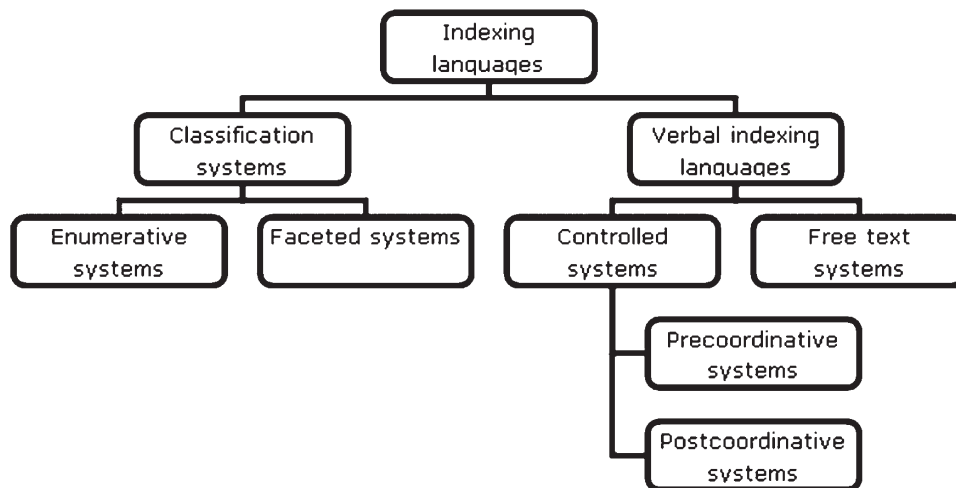 Indexing
languages
Classification
systems
Verbal indexing
languages
Enumerative
systems
Faceted systems
Controlled
systems
Free text
systems
Precoordinative
systems
Postcoordinative
systems